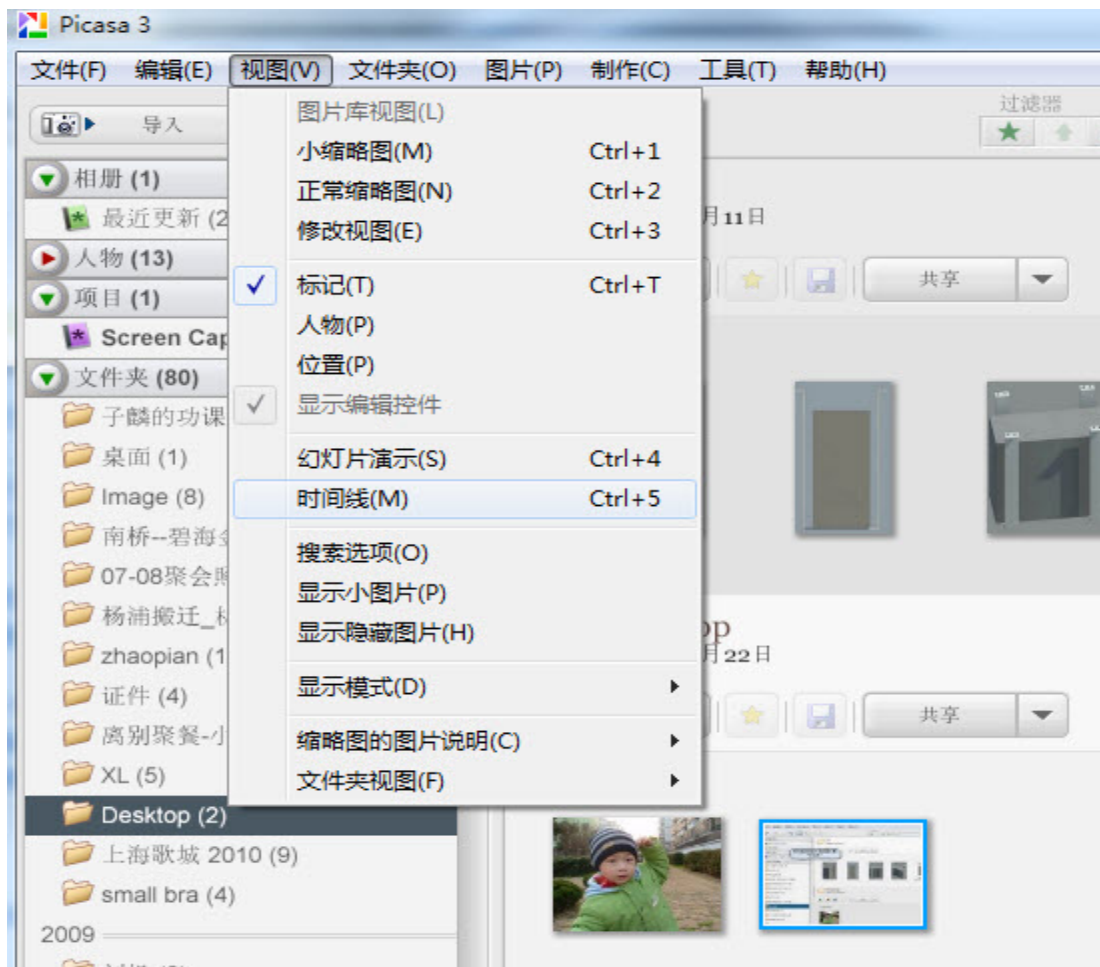 Picasa 3
文件(F) 编辑(E) 视图(V) 文件夹(O) 图片(P) 制作(C) 工具(T) 帮助(H)
导入
过滤器
图片库视图(L)
小缩略图(M) Ctrl+1
正常缩略图(N) Ctrl+2
修改视图(E) Ctrl+3
标记(T) Ctrl+T
人物(P)
位置(P)
显示编辑控件
幻灯片演示(S) Ctrl+4
时间线(M) Ctrl+5
搜索选项(O)
显示小图片(P)
显示隐藏图片(H)
显示模式(D)
缩略图的图片说明(C)
文件夹视图(F)
相册 (1)
最近更新 (2
人物 (13)
项目 (1)
Screen Cap
文件夹 (80)
子麟的功课
桌面 (1)
Image (8)
南桥--碧海金
07-08聚会照
杨浦搬迁_
zhaopian (1
证件 (4)
离别聚餐-小
XL (5)
Desktop (2)
上海歌城 2010 (9)
small bra (4)
2009
月11日
共享
op
月22日
共享